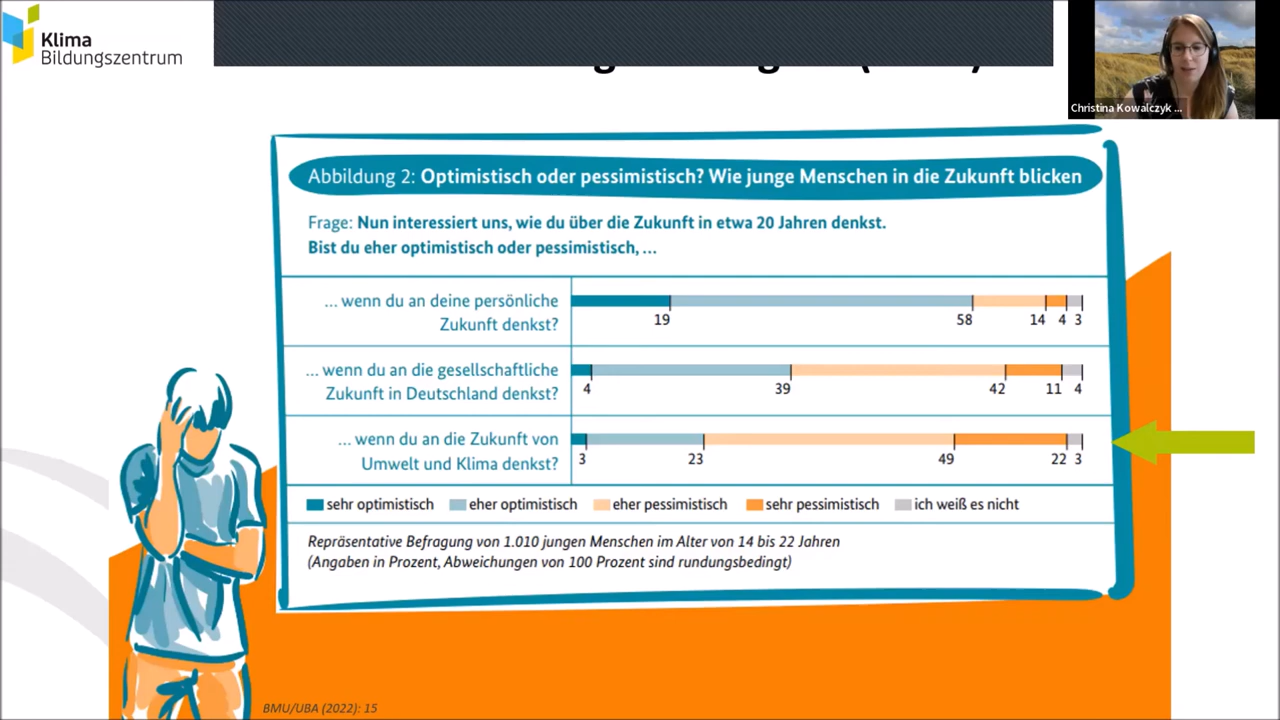 Klima
Bildungszentrum
Christina Kowalczyk ...
Abbildung 2: Optimistisch oder pessimistisch? Wie junge Menschen in die Zukunft blicken
Frage: Nun interessiert uns, wie du über die Zukunft in etwa 20 Jahren denkst.
Bist du eher optimistisch oder pessimistisch, ...
... wenn du an deine persönliche
Zukunft denkst?
19 58 14 4 3
... wenn du an die gesellschaftliche
Zukunft in Deutschland denkst?
4 39 42 11 4
... wenn du an die Zukunft von
Umwelt und Klima denkst?
3 23 49 22 3
sehr optimistisch eher optimistisch eher pessimistisch sehr pessimistisch ich weiß es nicht
Repräsentative Befragung von 1.010 jungen Menschen im Alter von 14 bis 22 Jahren
(Angaben in Prozent, Abweichungen von 100 Prozent sind rundungsbedingt)
BMU/UBA (2022): 15